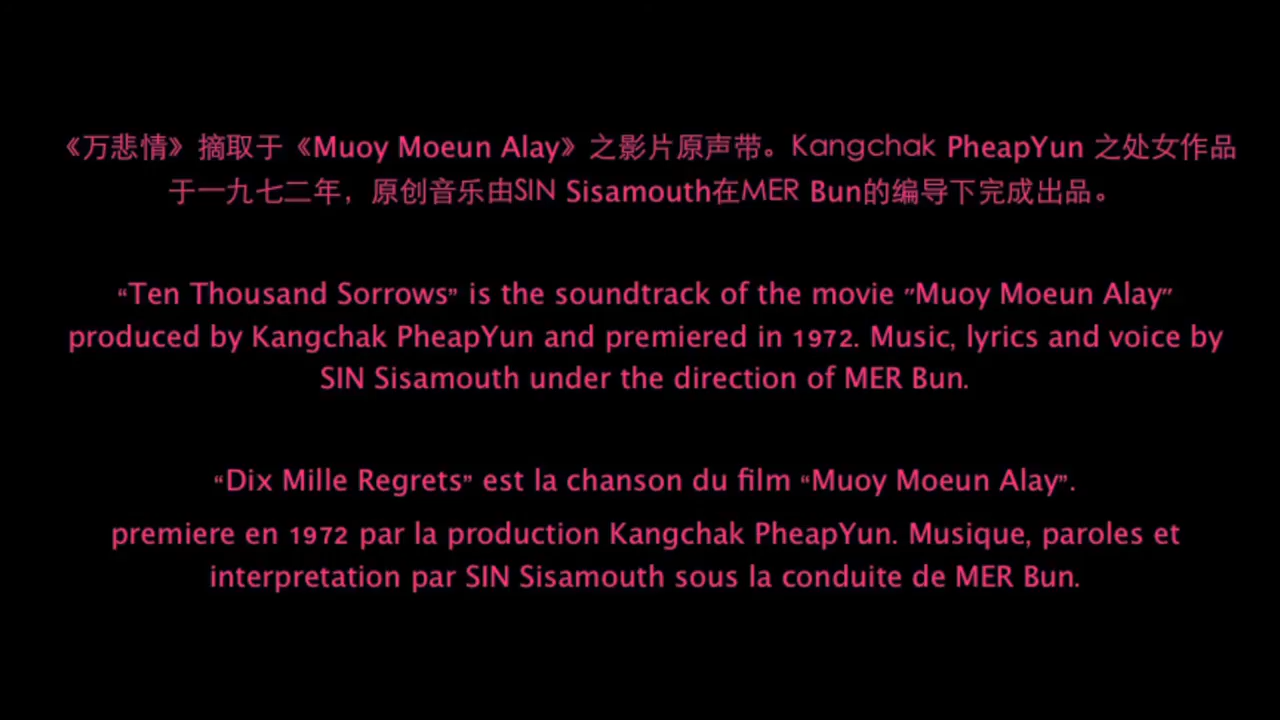 《万悲情》摘取于《Muoy Moeun Alay》之影片原声带。Kangchak PheapYun 之处女作品
于一九七二年，原创音乐由SIN Sisamouth在MER Bun的编导下完成出品。
“Ten Thousand Sorrows” is the soundtrack of the movie "Muoy Moeun Alay"
produced by Kangchak PheapYun and premiered in 1972. Music, lyrics and voice by
SIN Sisamouth under the direction of MER Bun.
“Dix Mille Regrets” est la chanson du film “Muoy Moeun Alay”.
premiere en 1972 par la production Kangchak PheapYun. Musique, paroles et
interpretation par SIN Sisamouth sous la conduite de MER Bun.